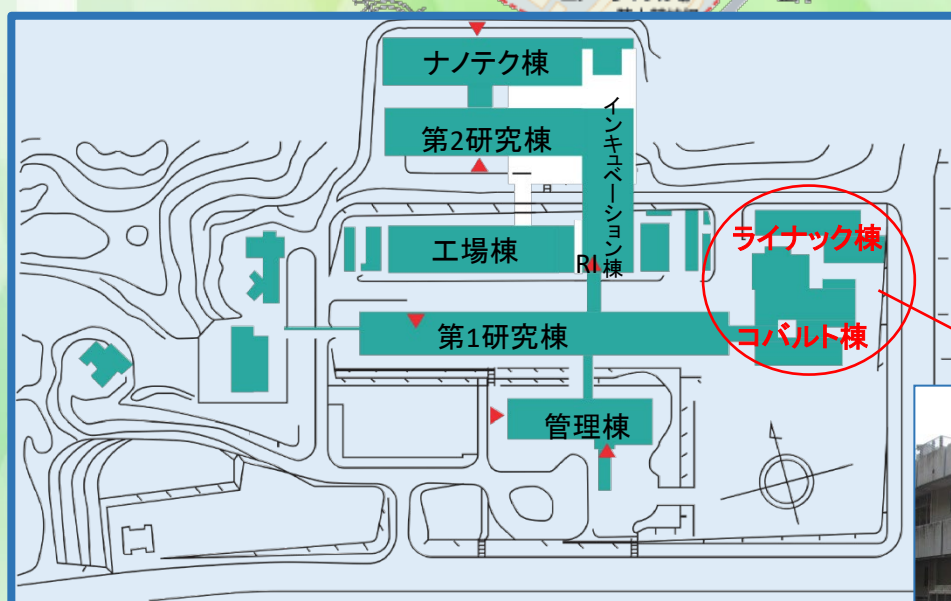 ナノテク棟
第2研究棟
インキュベーション棟
工場棟
RI
ライナック棟
第1研究棟
コバルト棟
管理棟